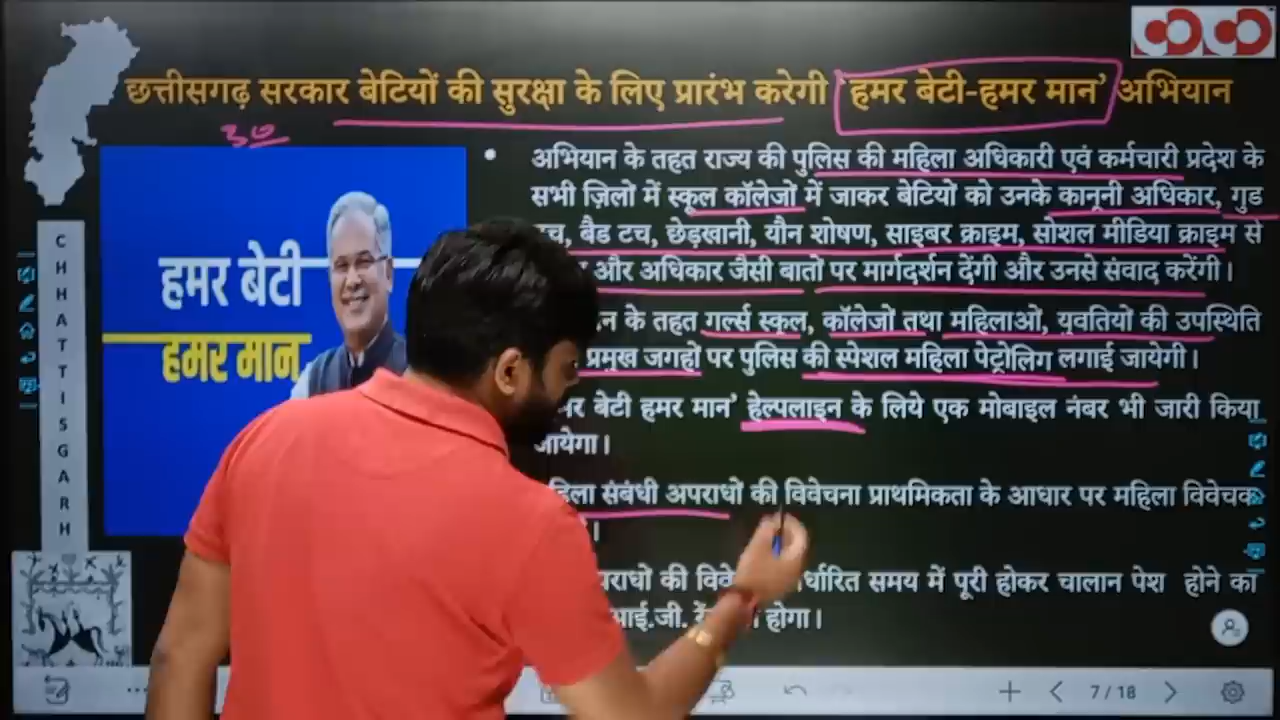 छत्तीसगढ़ सरकार बेटियों की सुरक्षा के लिए प्रारंभ करेगी 'हमर बेटी-हमर मान' अभियान
अभियान के तहत राज्य की पुलिस की महिला अधिकारी एवं कर्मचारी प्रदेश के
सभी ज़िलों में स्कूल कॉलेजों में जाकर बेटियों को उनके कानूनी अधिकार, गुड
टच, बैड टच, छेड़खानी, यौन शोषण, साइबर क्राइम, सोशल मीडिया क्राइम से
और अधिकार जैसी बातों पर मार्गदर्शन देंगी और उनसे संवाद करेंगी।
के तहत गर्ल्स स्कूल, कॉलेजो तथा महिलाओ, युवतियों की उपस्थिति
प्रमुख जगहों पर पुलिस की स्पेशल महिला पेट्रोलिंग लगाई जायेगी।
बेटी हमर मान' हेल्पलाइन के लिये एक मोबाइल नंबर भी जारी किया
जायेगा।
संबंधी अपराधों की विवेचना प्राथमिकता के आधार पर महिला विवेचक
।
की समय में पूरी होकर चालान पेश होने का
होगा।
हमर बेटी
हमर मान
CHHATTISGARH
7 / 18